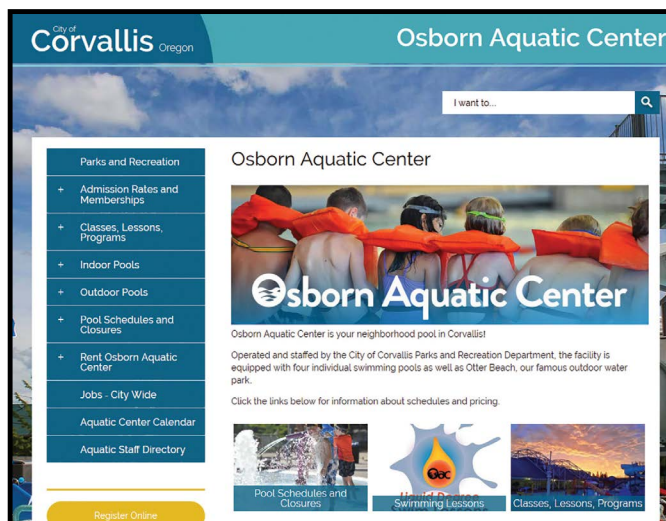 City of
Corvallis Oregon
Osborn Aquatic Center
I want to...
Parks and Recreation
+ Admission Rates and
Memberships
+ Classes, Lessons,
Programs
+ Indoor Pools
+ Outdoor Pools
+ Pool Schedules and
Closures
+ Rent Osborn Aquatic
Center
Jobs - City Wide
Aquatic Center Calendar
Aquatic Staff Directory
Register Online
Osborn Aquatic Center
Osborn Aquatic Center
Osborn Aquatic Center is your neighborhood pool in Corvallis!
Operated and staffed by the City of Corvallis Parks and Recreation Department, the facility is
equipped with four individual swimming pools as well as Otter Beach, our famous outdoor water
park.
Click the links below for information about schedules and pricing.
Pool Schedules and
Closures
oac
Swimming Lessons
Classes, Lessons, Programs